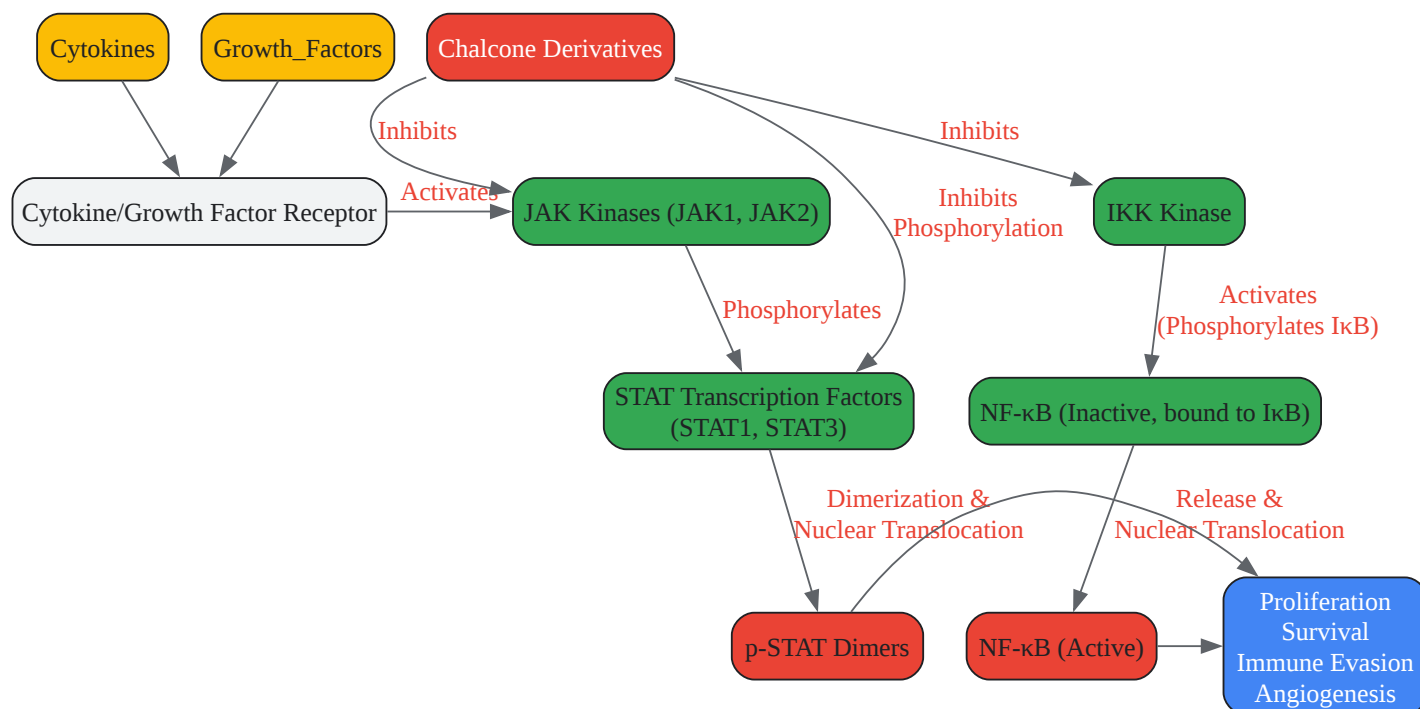 Cytokines
Growth_Factors
Chalcone Derivatives
Inhibits
Inhibits
Cytokine/Growth Factor Receptor
Activates
JAK Kinases (JAK1, JAK2)
Inhibits
Phosphorylation
IKK Kinase
Phosphorylates
Activates
(Phosphorylates IκB)
STAT Transcription Factors
(STAT1, STAT3)
NF-κB (Inactive, bound to IκB)
Dimerization &
Nuclear Translocation
Release &
Nuclear Translocation
p-STAT Dimers
NF-κB (Active)
Proliferation
Survival
Immune Evasion
Angiogenesis